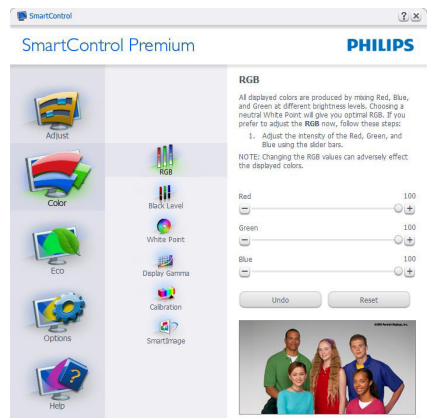 SmartControl
SmartControl Premium
PHILIPS
Adjust
Color
Eco
Options
Help
RGB
Black Level
White Point
Display Gamma
Calibration
SmartImage
RGB
All displayed colors are produced by mixing Red, Blue,
and Green at different brightness levels. Choosing a
neutral White Point will give you optimal RGB. If you
prefer to adjust the RGB now, follow these steps:
1. Adjust the intensity of the Red, Green, and
Blue using the slider bars.
NOTE: Changing the RGB values can adversely effect
the displayed colors.
Red 100
Green 100
Blue 100
Undo
Reset